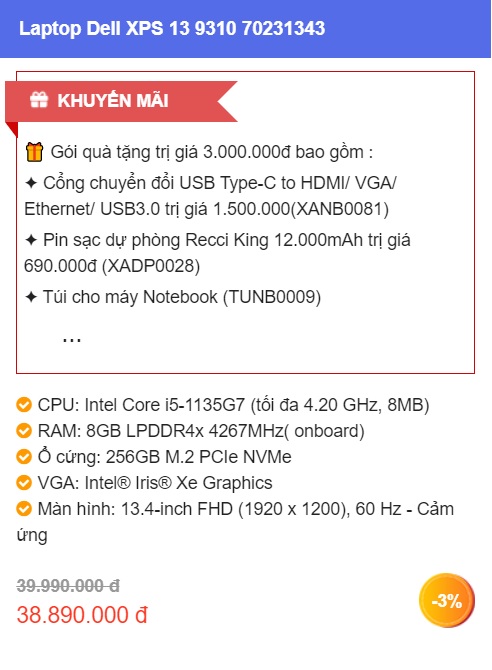 Laptop Dell XPS 13 9310 70231343
KHUYẾN MÃI
Gói quà tặng trị giá 3.000.000đ bao gồm :
✦ Cổng chuyển đổi USB Type-C to HDMI/ VGA/
Ethernet/ USB3.0 trị giá 1.500.000(XANB0081)
✦ Pin sạc dự phòng Recci King 12.000mAh trị giá
690.000đ (XADP0028)
✦ Túi cho máy Notebook (TUNB0009)
...
CPU: Intel Core i5-1135G7 (tối đa 4.20 GHz, 8MB)
RAM: 8GB LPDDR4x 4267MHz( onboard)
Ổ cứng: 256GB M.2 PCIe NVMe
VGA: Intel® Iris® Xe Graphics
Màn hình: 13.4-inch FHD (1920 x 1200), 60 Hz - Cảm
ứng
39.990.000 đ
38.890.000 đ
-3%